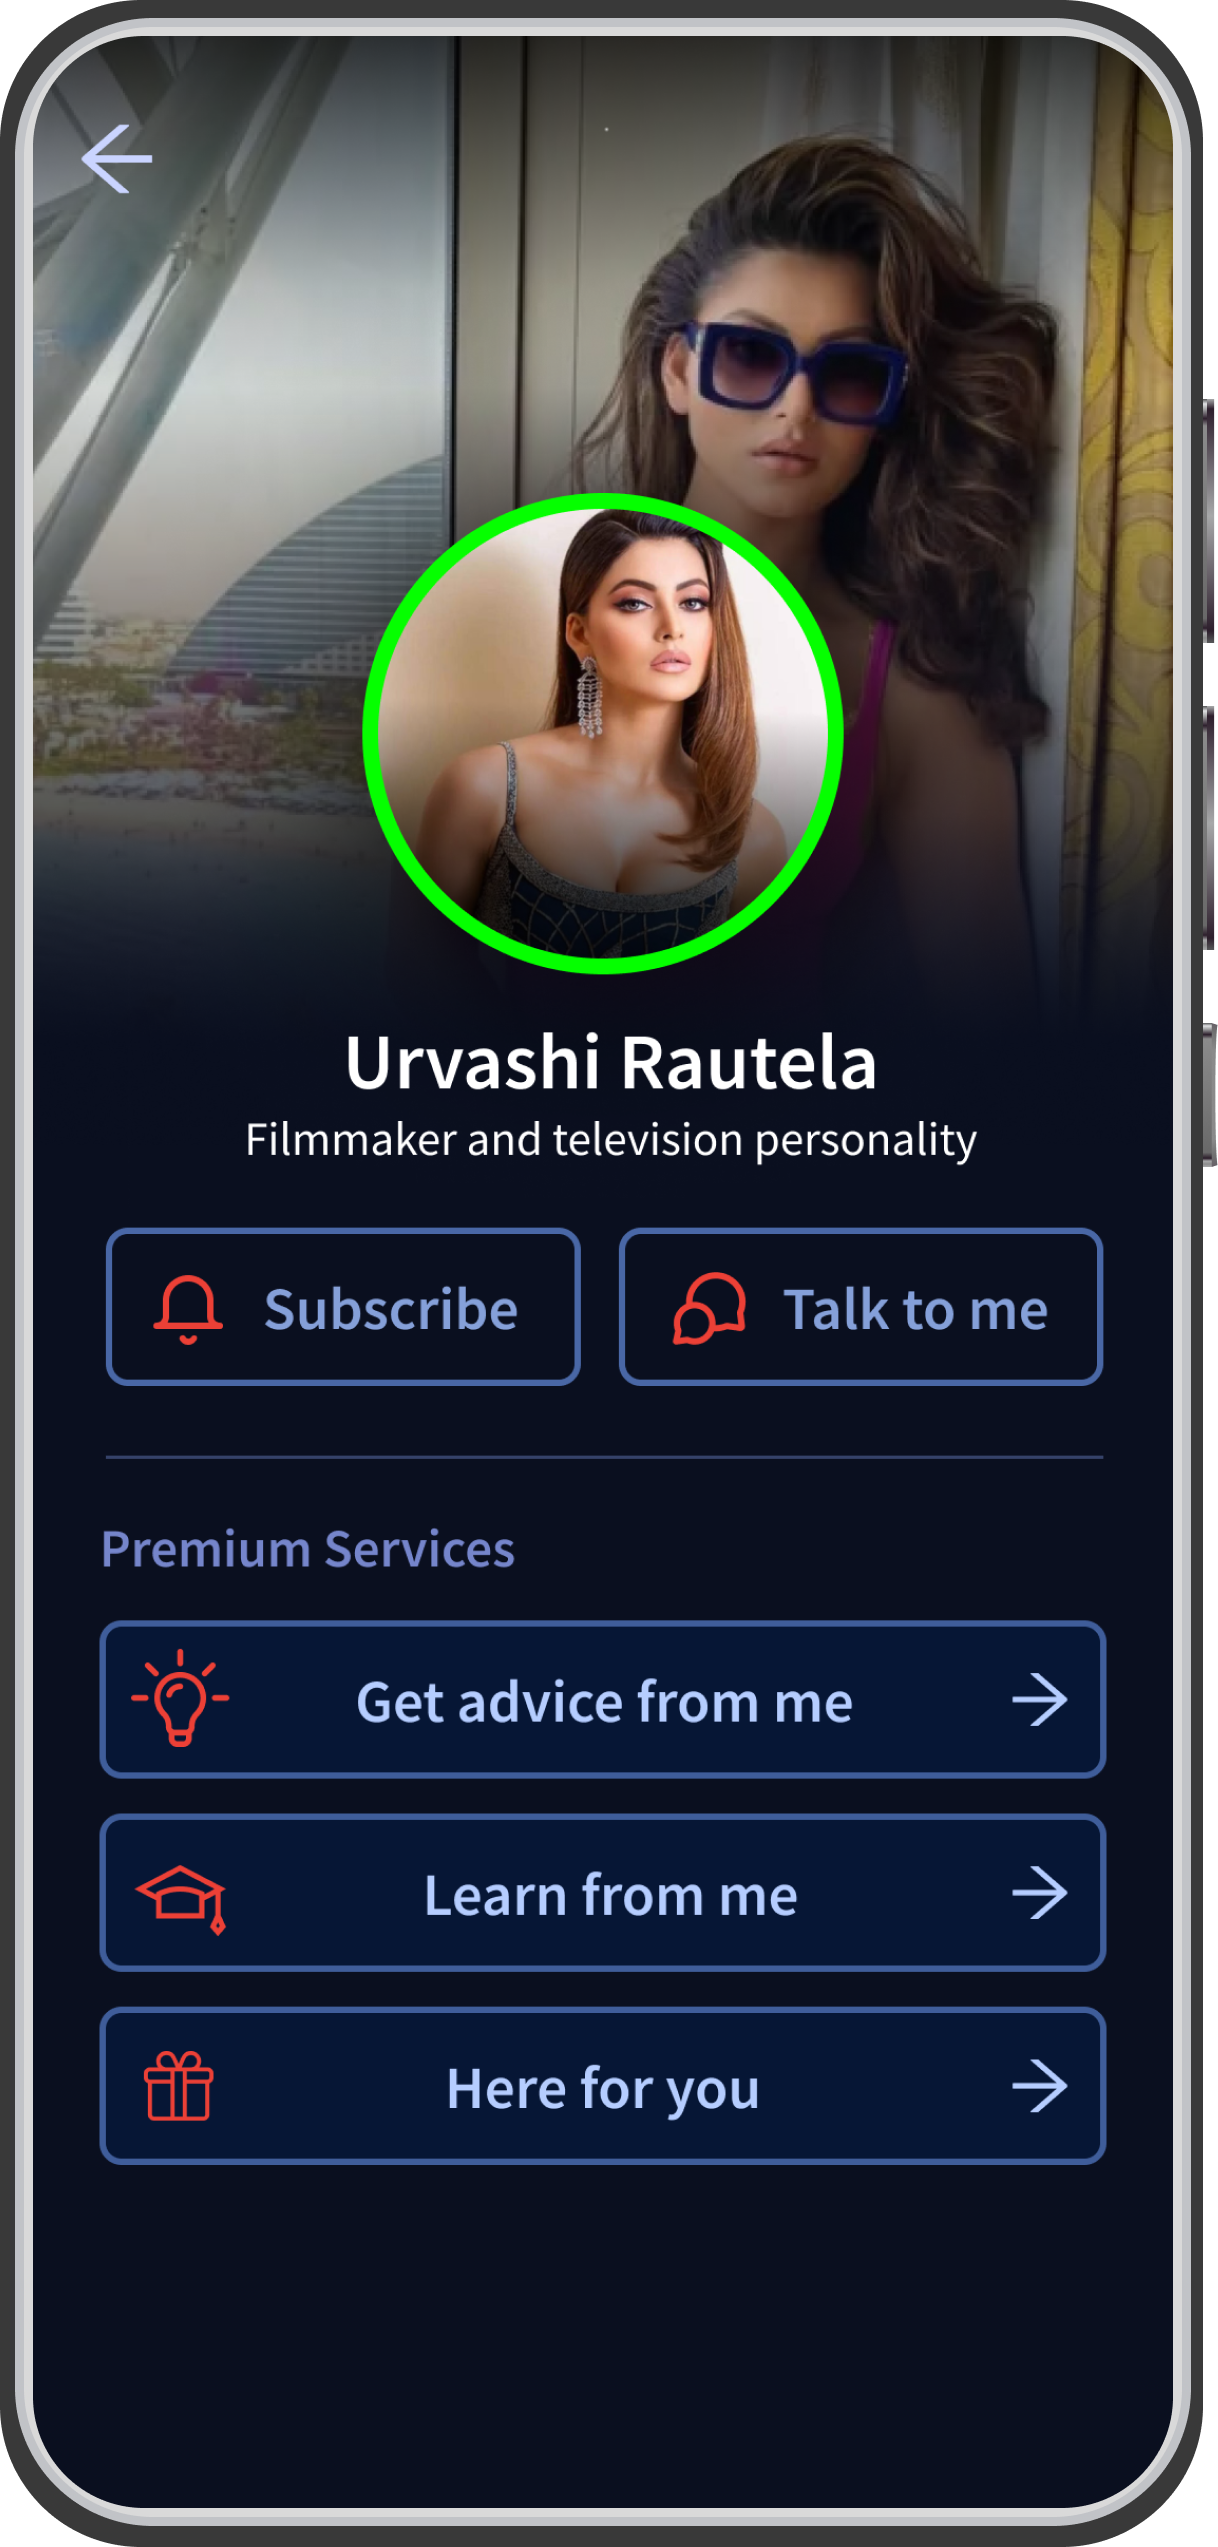 Urvashi Rautela
Filmmaker and television personality
Subscribe
Talk to me
Premium Services
Get advice from me
Learn from me
Here for you